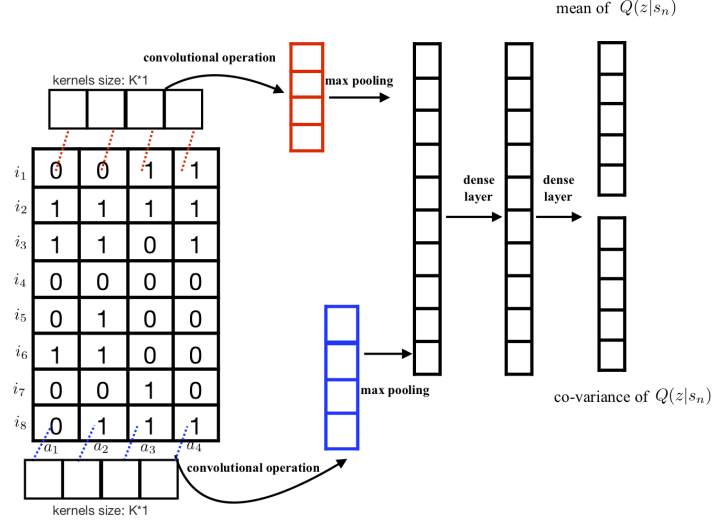 mean of Q(z|s_n)
convolutional operation
kernels size: K*1
max pooling
i_1 0 0 1 1
i_2 1 1 1 1
i_3 1 1 0 1
i_4 0 0 0 0
i_5 0 1 0 0
i_6 1 1 0 0
i_7 0 0 1 0
i_8 0 1 1 1
a_1 a_2 a_3 a_4
dense
layer
dense
layer
max pooling
co-variance of Q(z|s_n)
convolutional operation
kernels size: K*1